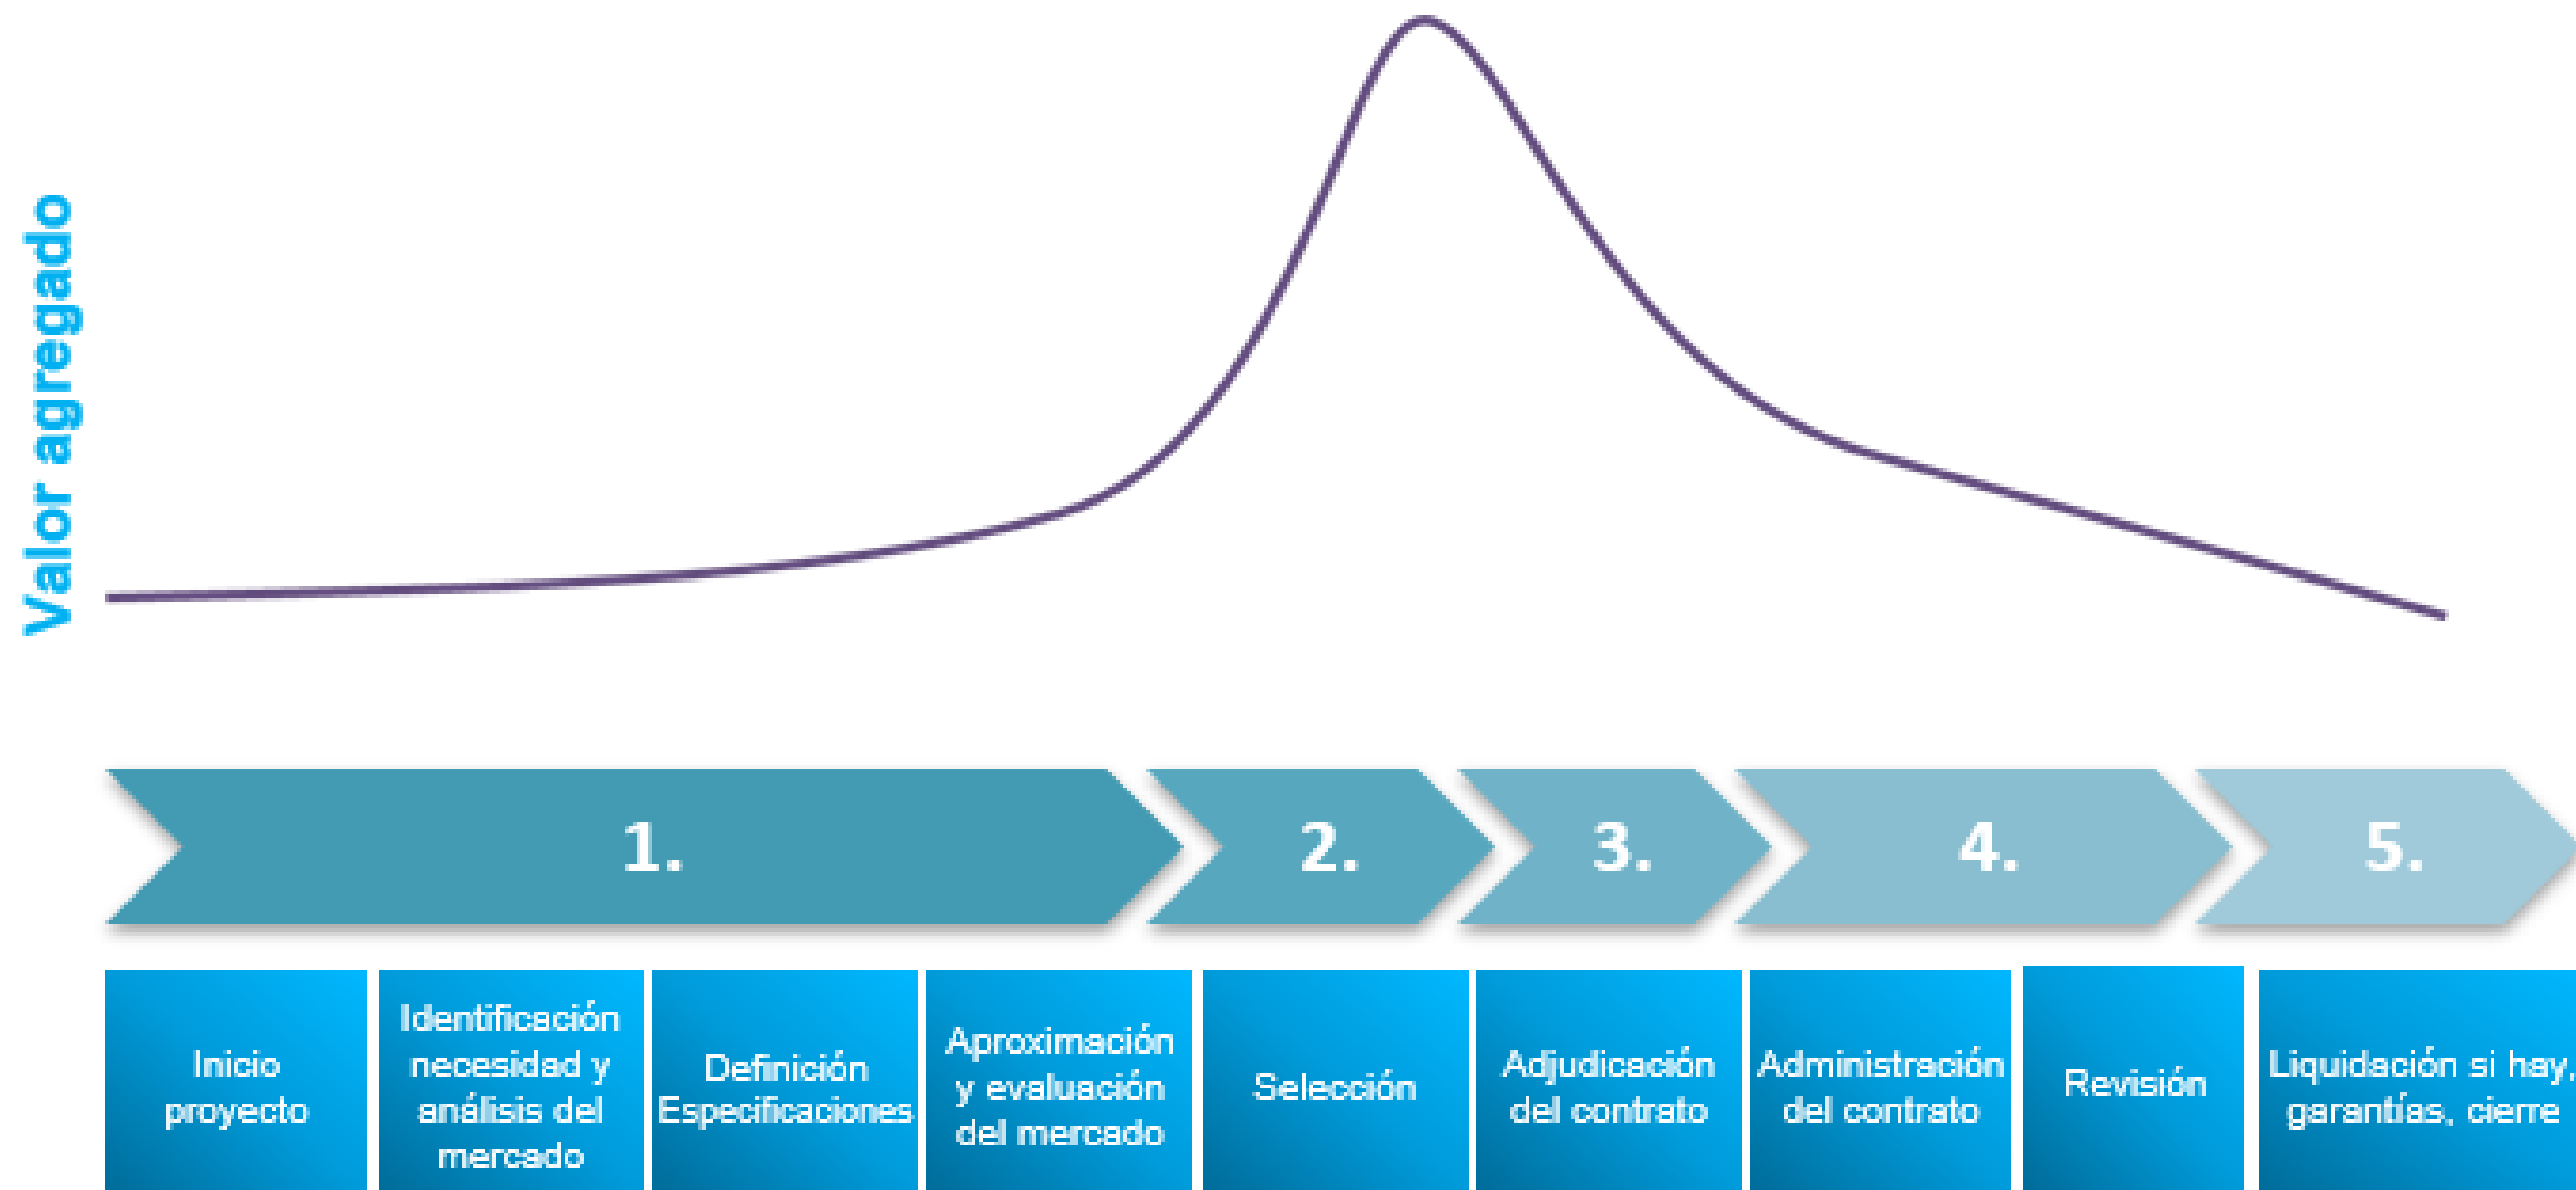 Valor agregado
1.
2.
3.
4.
5.
Inicio
proyecto
Identificación
necesidad y
análisis del
mercado
Definición
Especificaciones
Aproximación
y evaluación
del mercado
Selección
Adjudicación
del contrato
Administración
del contrato
Revisión
Liquidación si hay,
garantías, cierre